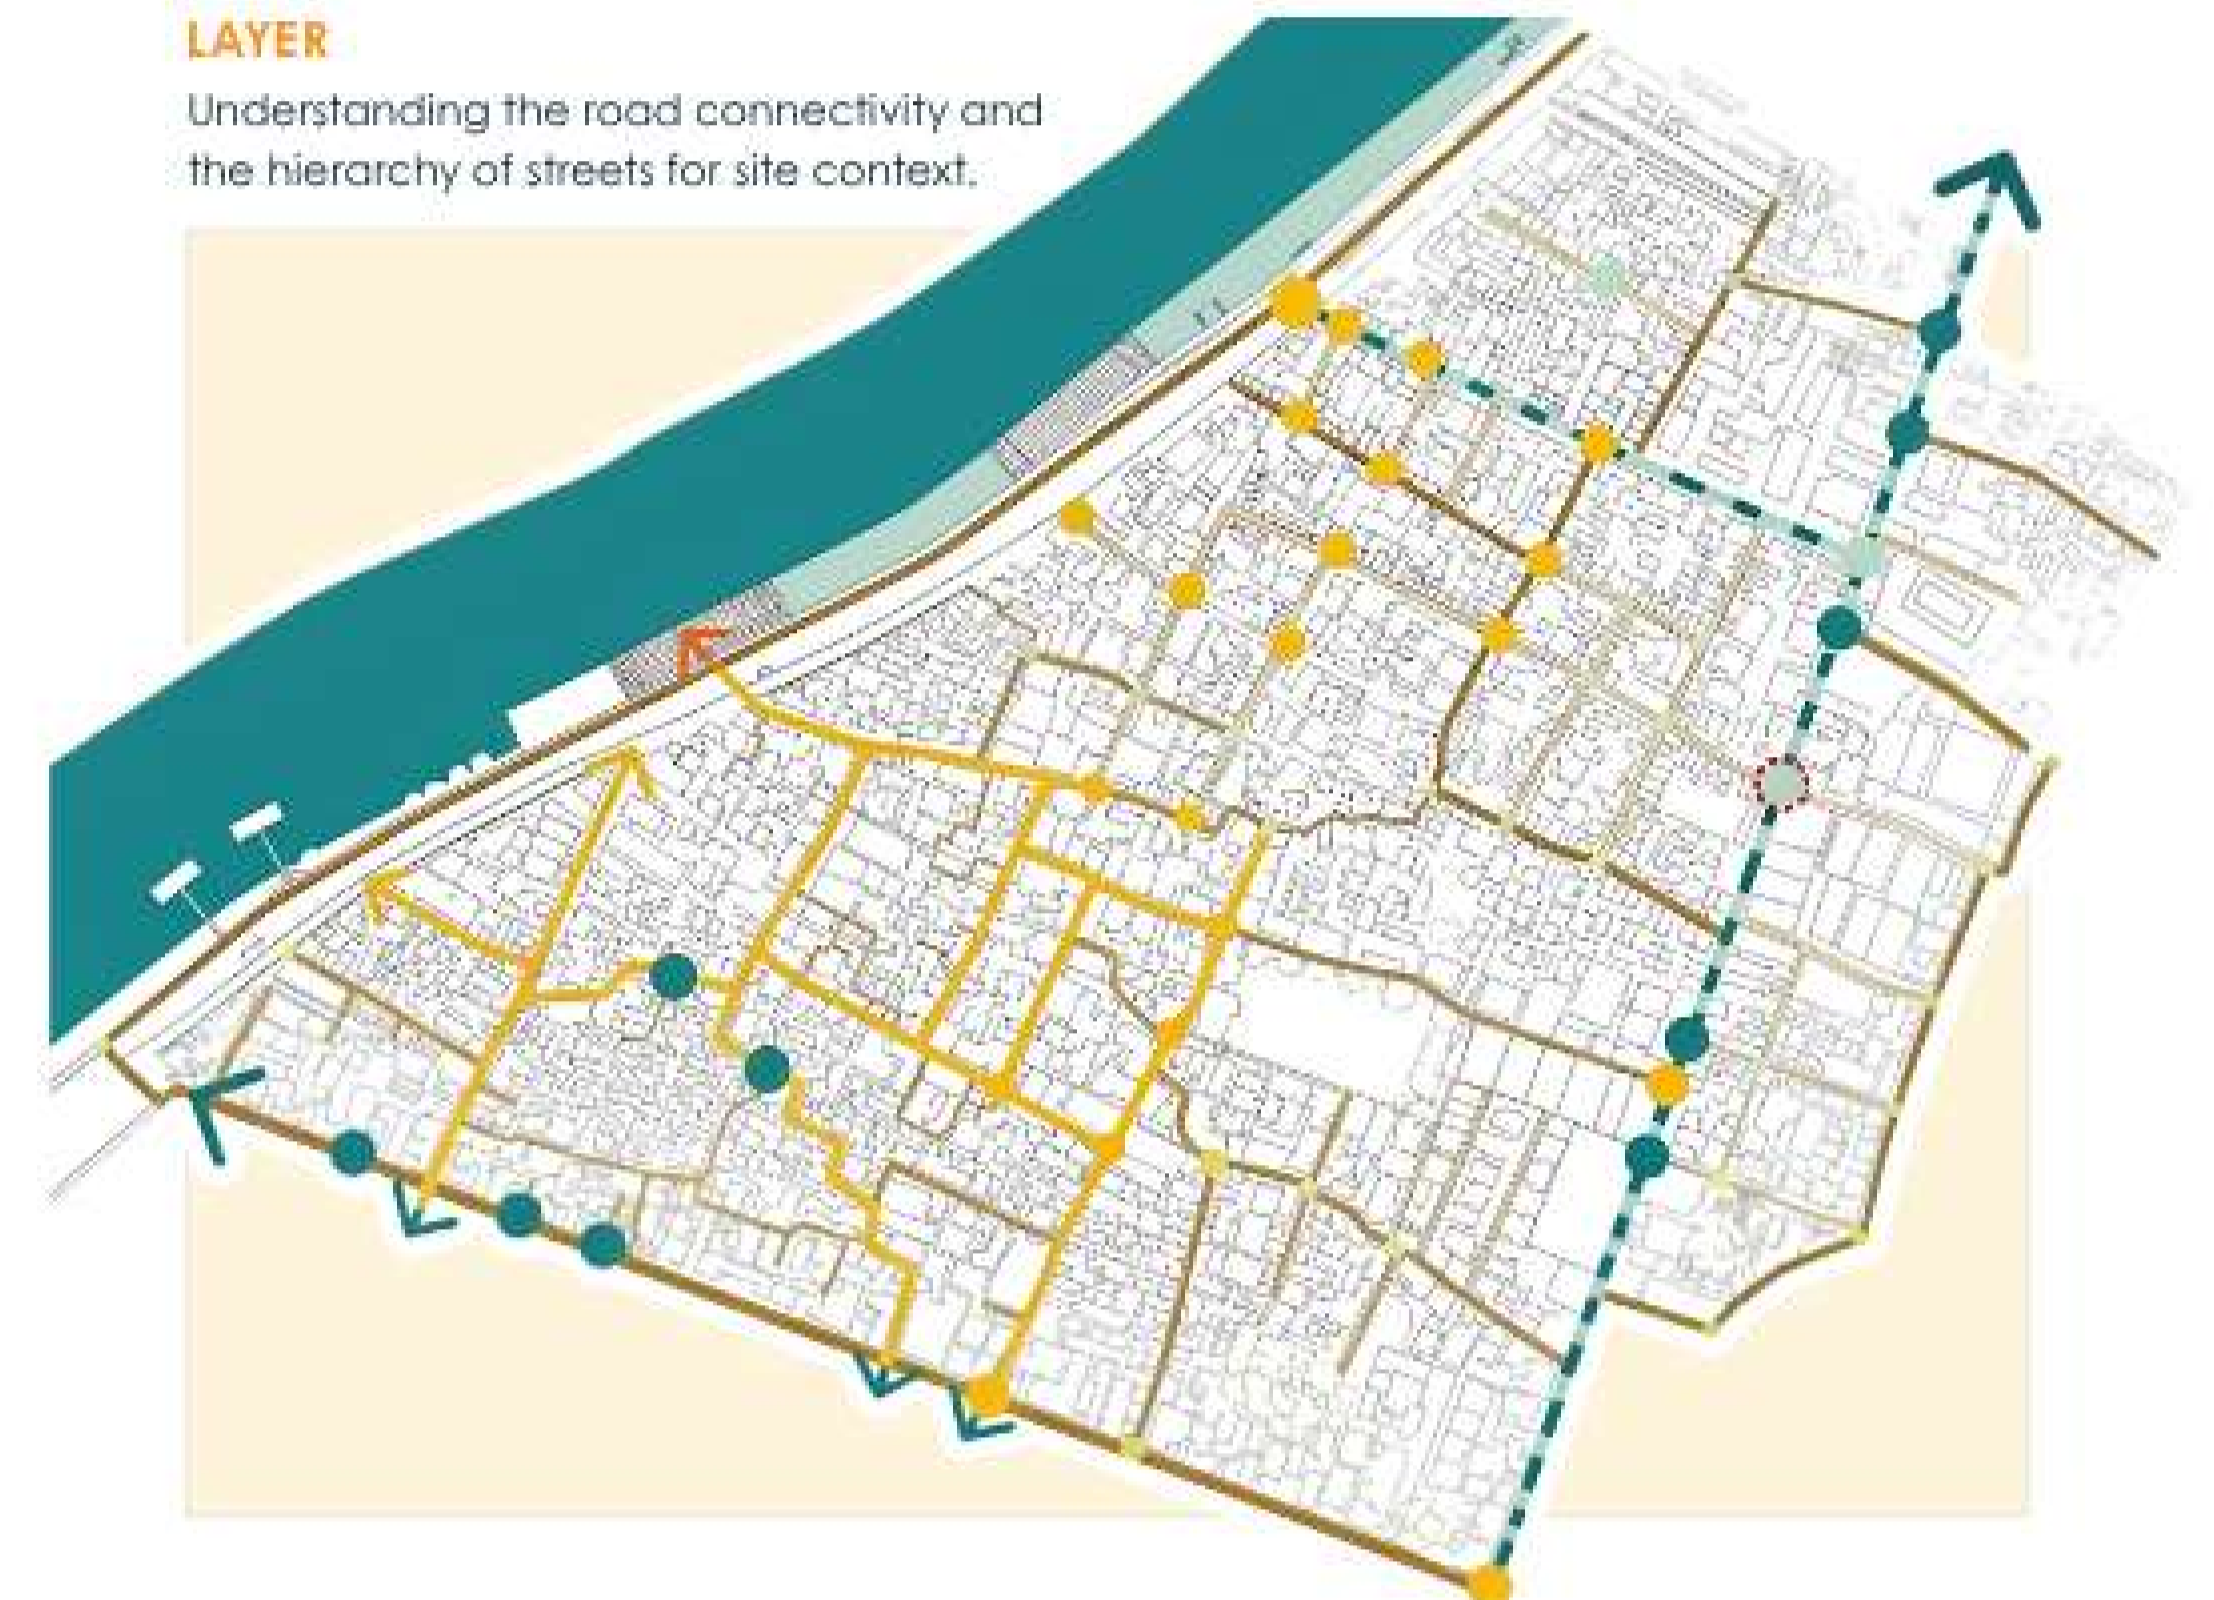 LAYER
Understanding the road connectivity and
the hierarchy of streets for site context.